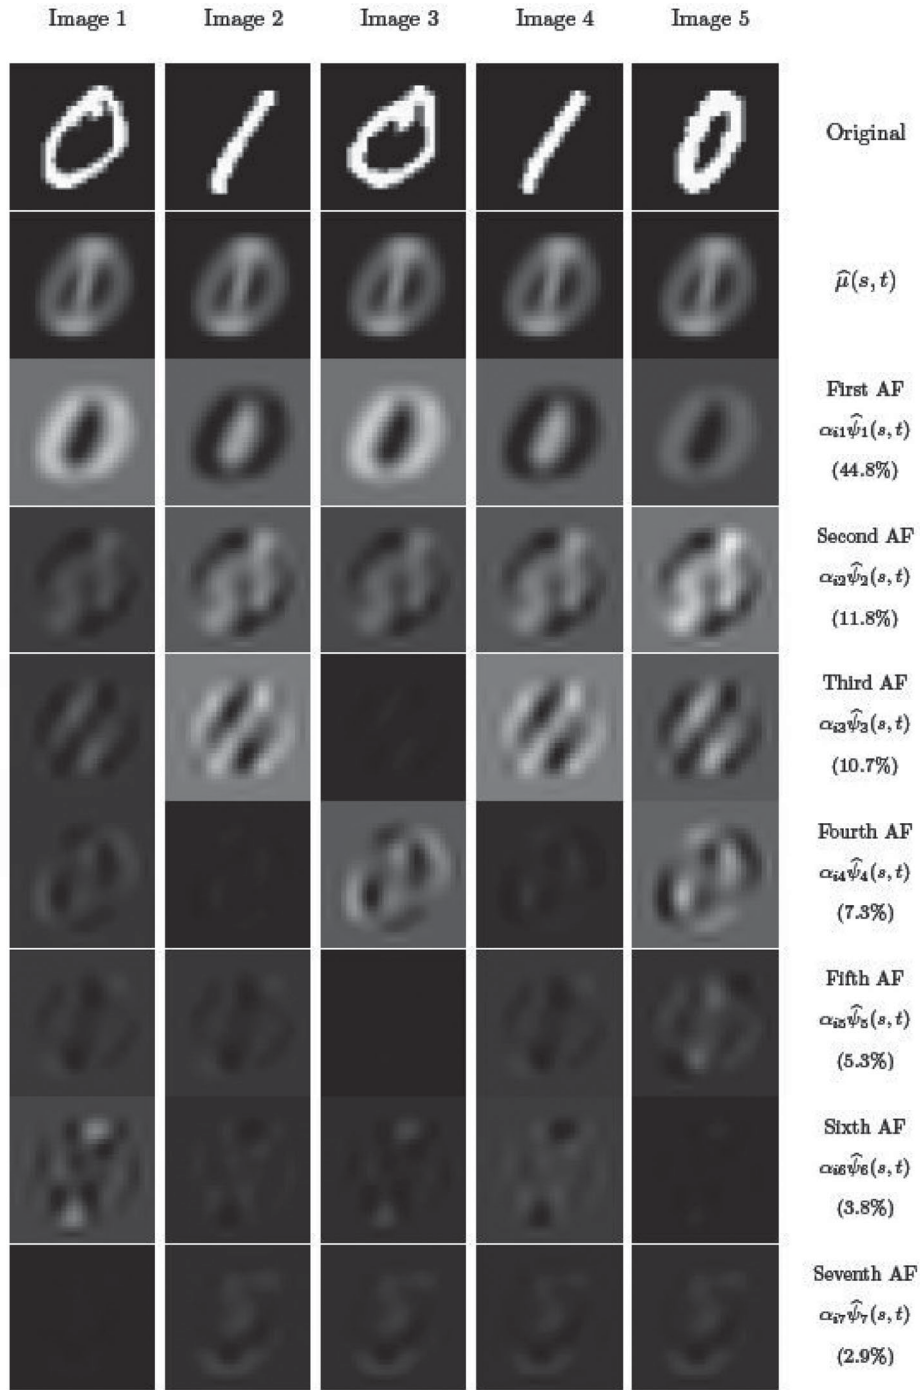 Image 1 Image 2 Image 3 Image 4 Image 5
Original
μ̂(s, t)
First AF
αᵢ₁ψ̂₁(s, t)
(44.8%)
Second AF
αᵢ₂ψ̂₂(s, t)
(11.8%)
Third AF
αᵢ₃ψ̂₃(s, t)
(10.7%)
Fourth AF
αᵢ₄ψ̂₄(s, t)
(7.3%)
Fifth AF
αᵢ₅ψ̂₅(s, t)
(5.3%)
Sixth AF
αᵢ₆ψ̂₆(s, t)
(3.8%)
Seventh AF
αᵢ₇ψ̂₇(s, t)
(2.9%)